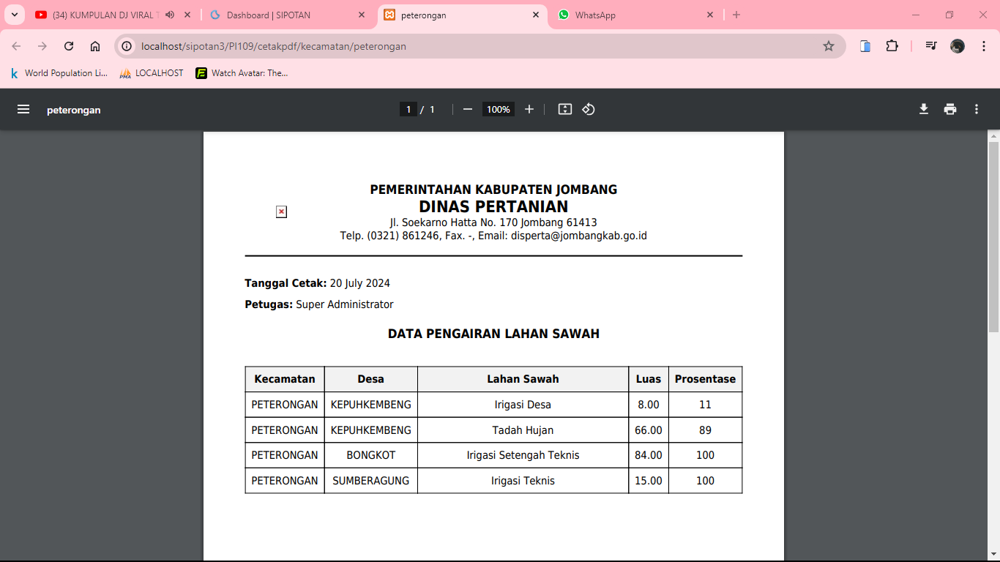 (34) KUMPULAN DJ VIRAL
Dashboard | SIPOTAN
peterongan
WhatsApp
localhost/sipotan3/PI109/cetakpdf/kecamatan/peterongan
World Population Li...
LOCALHOST
Watch Avatar: The...
peterongan
1 / 1
100%
PEMERINTAHAN KABUPATEN JOMBANG
DINAS PERTANIAN
Jl. Soekarno Hatta No. 170 Jombang 61413
Telp. (0321) 861246, Fax. -, Email: disperta@jombangkab.go.id
Tanggal Cetak: 20 July 2024
Petugas: Super Administrator
DATA PENGAIRAN LAHAN SAWAH
Kecamatan Desa Lahan Sawah Luas Prosentase
PETERONGAN KEPUHKEMBENG Irigasi Desa 8.00 11
PETERONGAN KEPUHKEMBENG Tadah Hujan 66.00 89
PETERONGAN BONGKOT Irigasi Setengah Teknis 84.00 100
PETERONGAN SUMBERAGUNG Irigasi Teknis 15.00 100